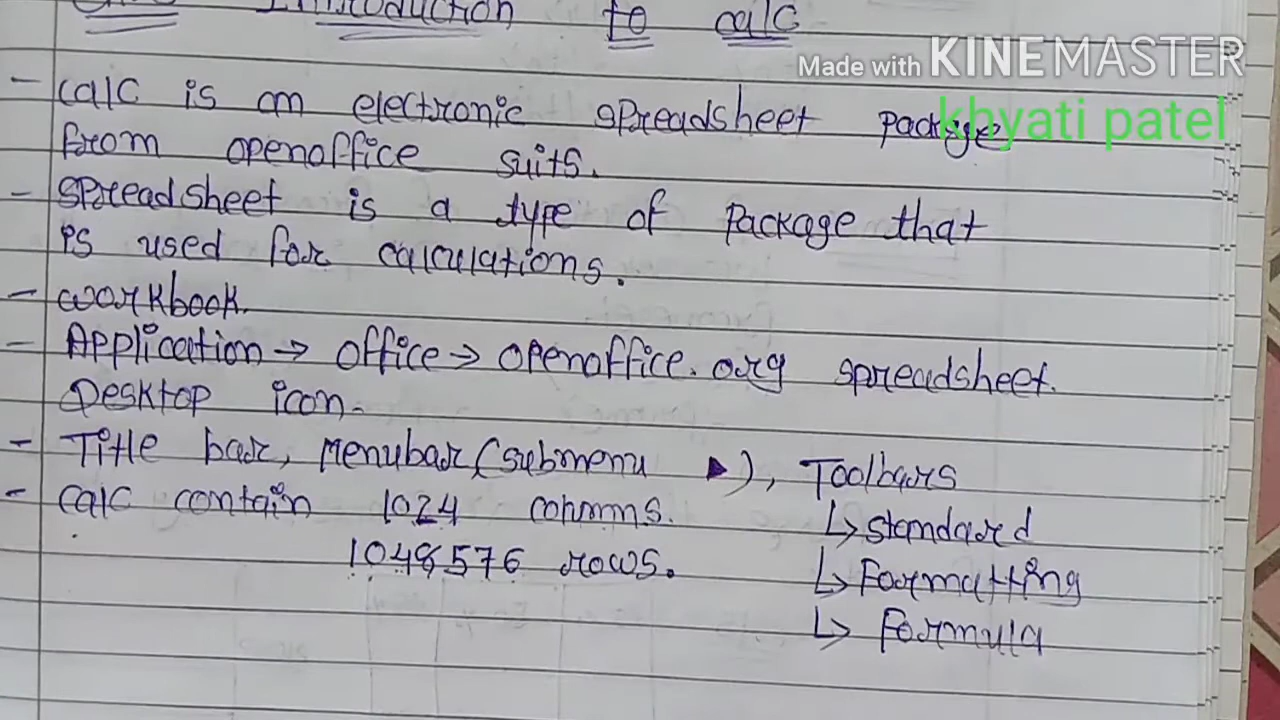 Introduction to calc
Made with KINEMASTER
khyati patel
- calc is an electronic spreadsheet package
from openoffice suits.
- spreadsheet is a type of package that
is used for calculations.
- workbook.
- Application → office → openoffice.org spreadsheet.
Desktop icon.
- Title bar, Menubar (submenu ▶), Toolbars
- calc contain 1024 columns. ↳ standard
1048576 rows. ↳ Formatting
↳ formula